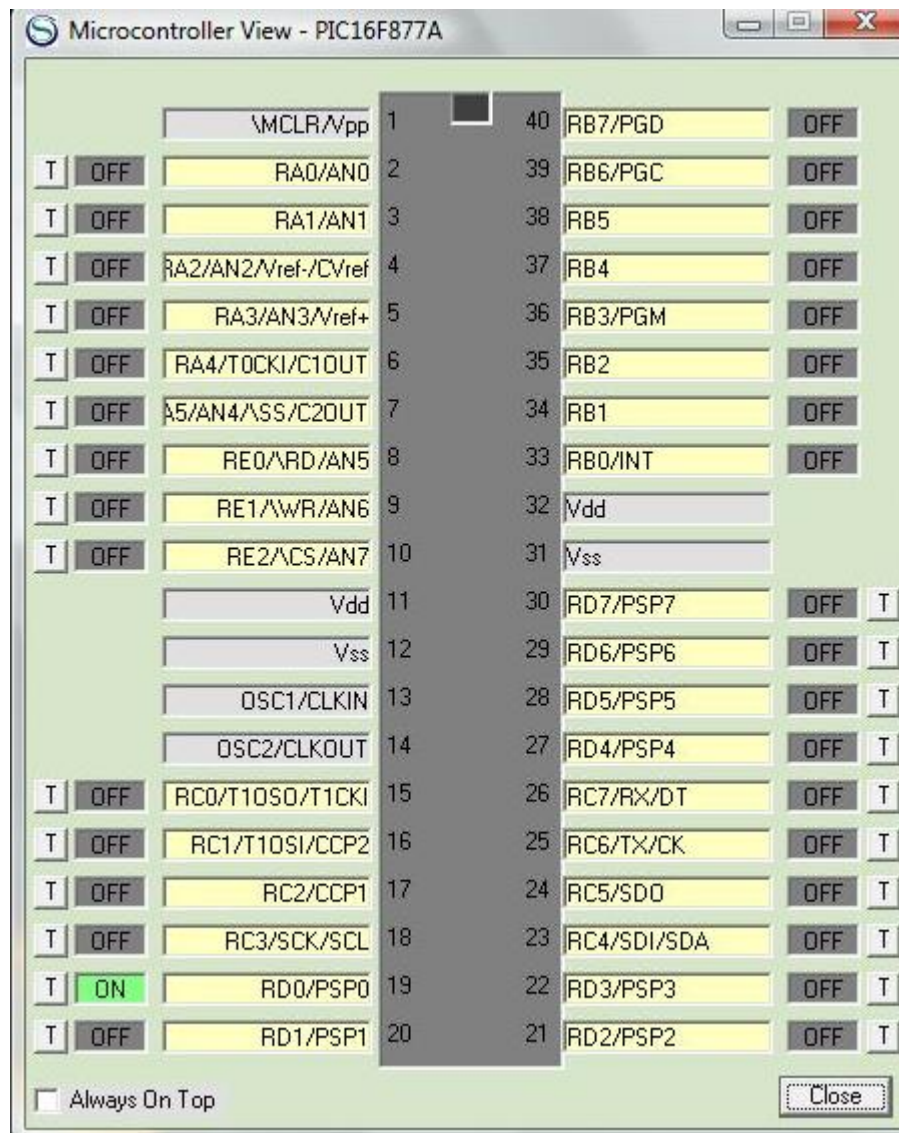 Microcontroller View - PIC16F877A
\MCLR/Vpp 1 40 RB7/PGD OFF
T OFF RA0/AN0 2 39 RB6/PGC OFF
T OFF RA1/AN1 3 38 RB5 OFF
T OFF RA2/AN2/Vref-/CVref 4 37 RB4 OFF
T OFF RA3/AN3/Vref+ 5 36 RB3/PGM OFF
T OFF RA4/T0CKI/C1OUT 6 35 RB2 OFF
T OFF A5/AN4/\SS/C2OUT 7 34 RB1 OFF
T OFF RE0/\RD/AN5 8 33 RB0/INT OFF
T OFF RE1/\WR/AN6 9 32 Vdd
T OFF RE2/\CS/AN7 10 31 Vss
Vdd 11 30 RD7/PSP7 OFF T
Vss 12 29 RD6/PSP6 OFF T
OSC1/CLKIN 13 28 RD5/PSP5 OFF T
OSC2/CLKOUT 14 27 RD4/PSP4 OFF T
T OFF RC0/T1OSO/T1CKI 15 26 RC7/RX/DT OFF T
T OFF RC1/T1OSI/CCP2 16 25 RC6/TX/CK OFF T
T OFF RC2/CCP1 17 24 RC5/SDO OFF T
T OFF RC3/SCK/SCL 18 23 RC4/SDI/SDA OFF T
T ON RD0/PSP0 19 22 RD3/PSP3 OFF T
T OFF RD1/PSP1 20 21 RD2/PSP2 OFF T
Always On Top Close